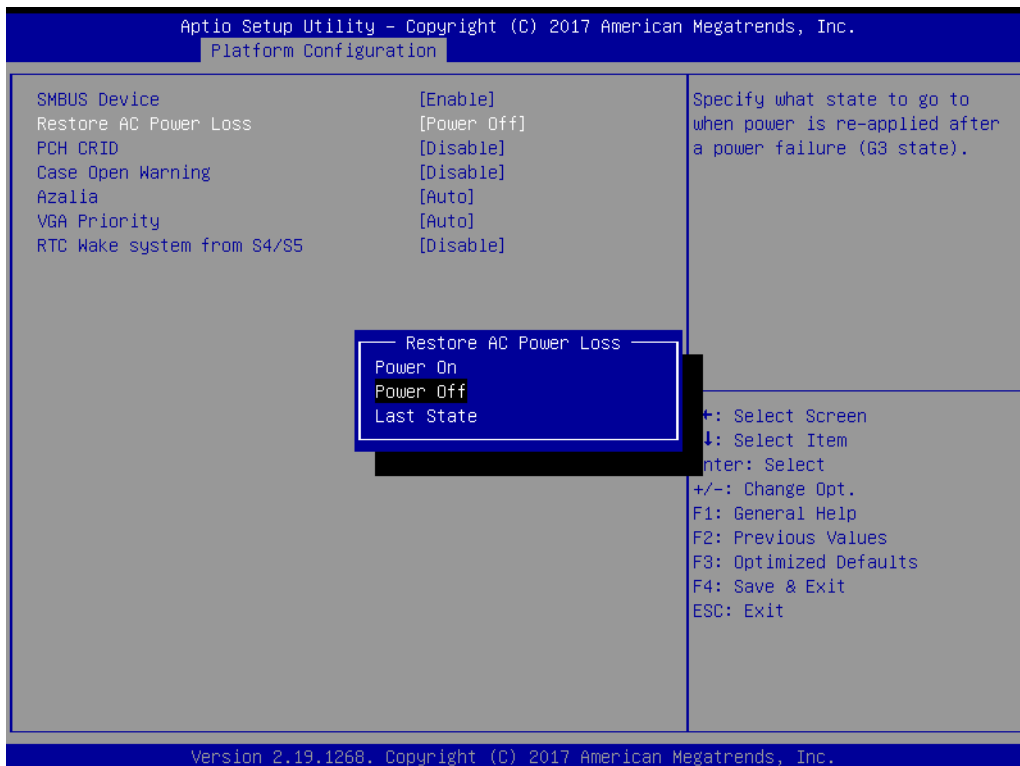 Aptio Setup Utility – Copyright (C) 2017 American Megatrends, Inc.
Platform Configuration
SMBUS Device [Enable]
Restore AC Power Loss [Power Off]
PCH CRID [Disable]
Case Open Warning [Disable]
Azalia [Auto]
VGA Priority [Auto]
RTC Wake system from S4/S5 [Disable]
Specify what state to go to
when power is re-applied after
a power failure (G3 state).
Restore AC Power Loss
Power On
Power Off
Last State
: Select Screen
: Select Item
nter: Select
+/-: Change Opt.
F1: General Help
F2: Previous Values
F3: Optimized Defaults
F4: Save & Exit
ESC: Exit
Version 2.19.1268. Copyright (C) 2017 American Megatrends, Inc.